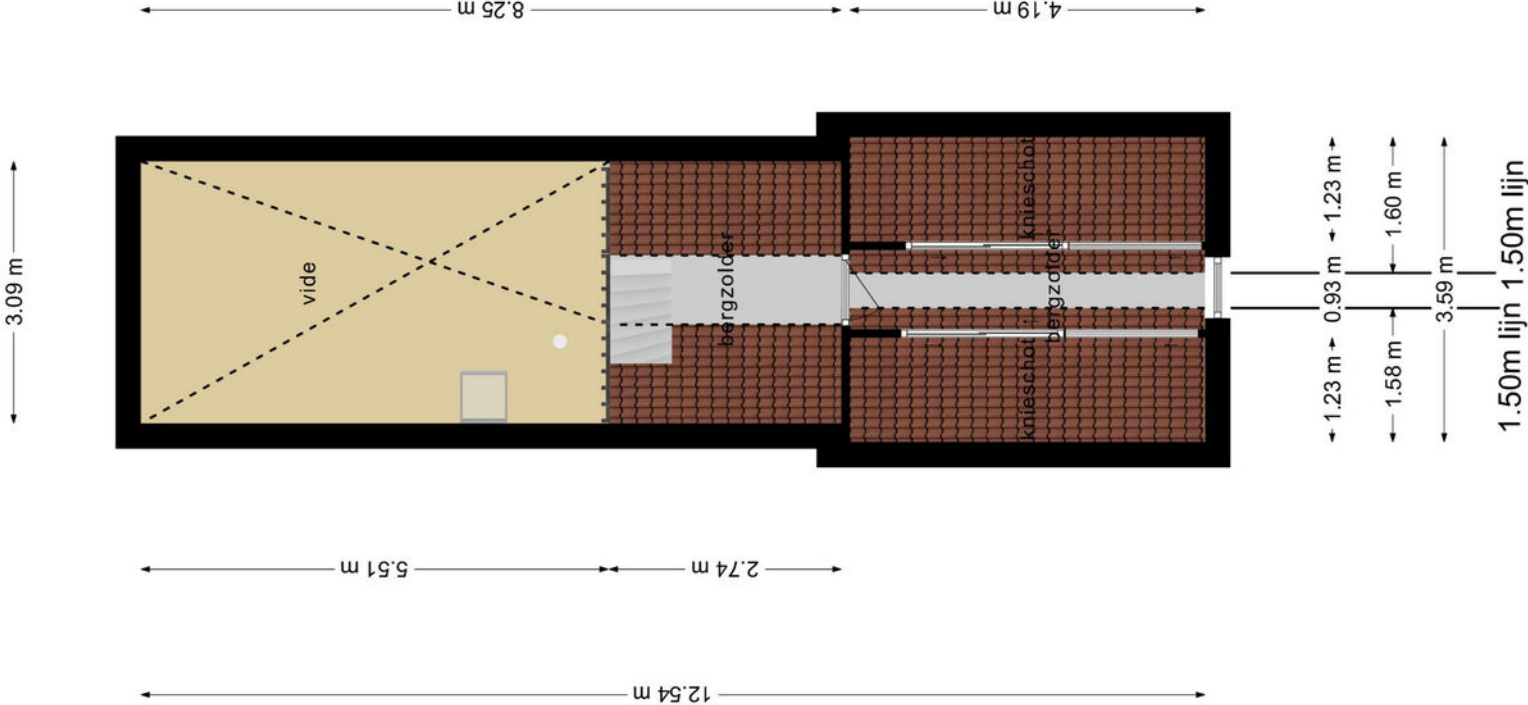 8.25 m
4.19 m
3.09 m
vide
bergzolder
knieschot
bergzolder
knieschot
1.23 m
0.93 m
1.23 m
1.60 m
1.58 m
3.59 m
1.50m lijn
1.50m lijn
5.51 m
2.74 m
12.54 m